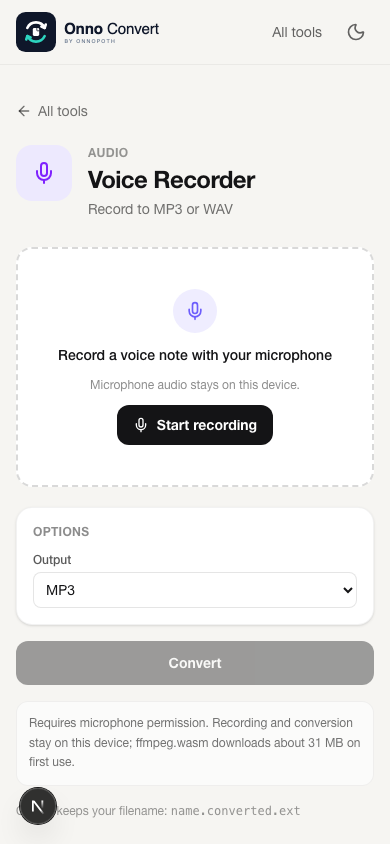 Onno Convert
BY ONNOPOTH
All tools
← All tools
AUDIO
Voice Recorder
Record to MP3 or WAV
Record a voice note with your microphone
Microphone audio stays on this device.
Start recording
OPTIONS
Output
MP3
Convert
Requires microphone permission. Recording and conversion
stay on this device; ffmpeg.wasm downloads about 31 MB on
first use.
N
keeps your filename: name.converted.ext